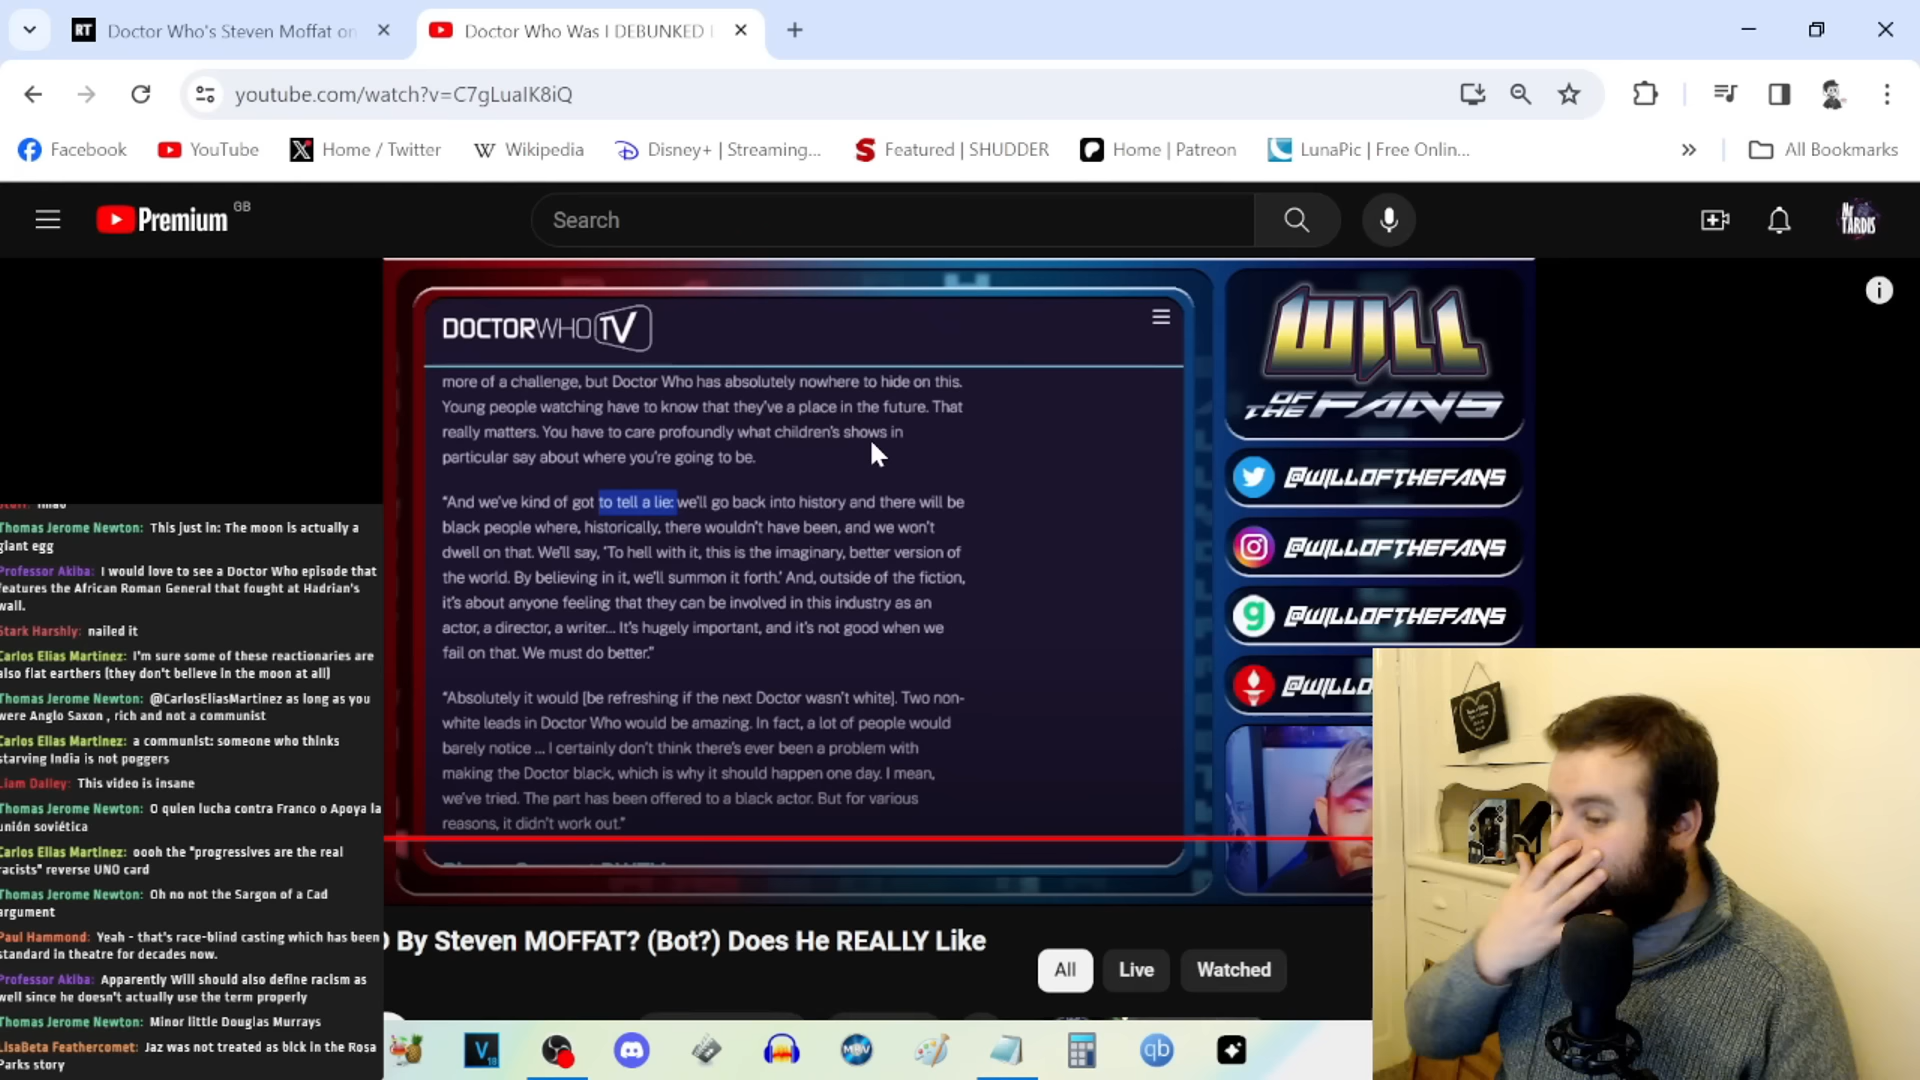 RT Doctor Who's Steven Moffat on
Doctor Who Was I DEBUNKED
youtube.com/watch?v=C7gLuaIK8iQ
Facebook
YouTube
Home / Twitter
W Wikipedia
Disney+ | Streaming...
Featured | SHUDDER
Home | Patreon
LunaPic | Free Onlin...
All Bookmarks
Premium GB
Search
Mr TARDIS
DOCTORWHO TV
more of a challenge, but Doctor Who has absolutely nowhere to hide on this.
Young people watching have to know that they've a place in the future. That
really matters. You have to care profoundly what children's shows in
particular say about where you're going to be.
"And we've kind of got to tell a lie: we'll go back into history and there will be
black people where, historically, there wouldn't have been, and we won't
dwell on that. We'll say, 'To hell with it, this is the imaginary, better version of
the world. By believing in it, we'll summon it forth.' And, outside of the fiction,
it's about anyone feeling that they can be involved in this industry as an
actor, a director, a writer... It's hugely important, and it's not good when we
fail on that. We must do better."
"Absolutely it would [be refreshing if the next Doctor wasn't white]. Two non-
white leads in Doctor Who would be amazing. In fact, a lot of people would
barely notice ... I certainly don't think there's ever been a problem with
making the Doctor black, which is why it should happen one day. I mean,
we've tried. The part has been offered to a black actor. But for various
reasons, it didn't work out."
WILL
OF THE FANS
@WILLOFTHEFANS
@WILLOFTHEFANS
@WILLOFTHEFANS
@WILLO
Thomas Jerome Newton: This just in: The moon is actually a
giant egg
Professor Akiba: I would love to see a Doctor Who episode that
features the African Roman General that fought at Hadrian's
wall.
Stark Harshly: nailed it
Carlos Elias Martinez: I'm sure some of these reactionaries are
also flat earthers (they don't believe in the moon at all)
Thomas Jerome Newton: @CarlosEliasMartinez as long as you
were Anglo Saxon , rich and not a communist
Carlos Elias Martinez: a communist: someone who thinks
starving India is not poggers
Liam Dalley: This video is insane
Thomas Jerome Newton: O quien lucha contra Franco o Apoya la
unión soviética
Carlos Elias Martinez: oooh the "progressives are the real
racists" reverse UNO card
Thomas Jerome Newton: Oh no not the Sargon of a Cad
argument
Paul Hammond: Yeah - that's race-blind casting which has been
standard in theatre for decades now.
Professor Akiba: Apparently Will should also define racism as
well since he doesn't actually use the term properly
Thomas Jerome Newton: Minor little Douglas Murrays
LisaBeta Feathercomet: Jaz was not treated as blck in the Rosa
Parks story
By Steven MOFFAT? (Bot?) Does He REALLY Like
All
Live
Watched
V 18
qb